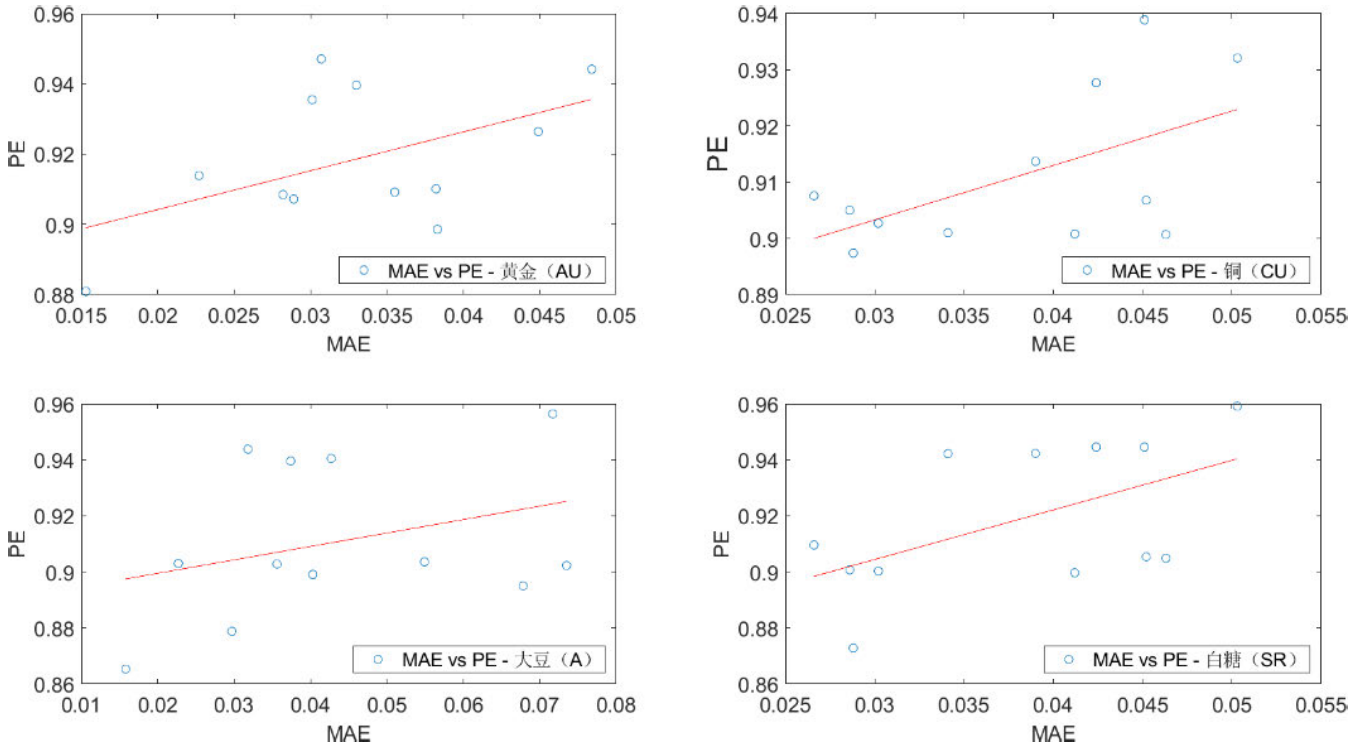 0.96
0.94
0.92
0.9
0.88
PE
0.015 0.02 0.025 0.03 0.035 0.04 0.045 0.05
MAE
MAE vs PE - 黄金（AU）
0.94
0.93
0.92
0.91
0.9
0.89
PE
0.025 0.03 0.035 0.04 0.045 0.05 0.055
MAE
MAE vs PE - 铜（CU）
0.96
0.94
0.92
0.9
0.88
0.86
PE
0.01 0.02 0.03 0.04 0.05 0.06 0.07 0.08
MAE
MAE vs PE - 大豆（A）
0.96
0.94
0.92
0.9
0.88
0.86
PE
0.025 0.03 0.035 0.04 0.045 0.05 0.055
MAE
MAE vs PE - 白糖（SR）